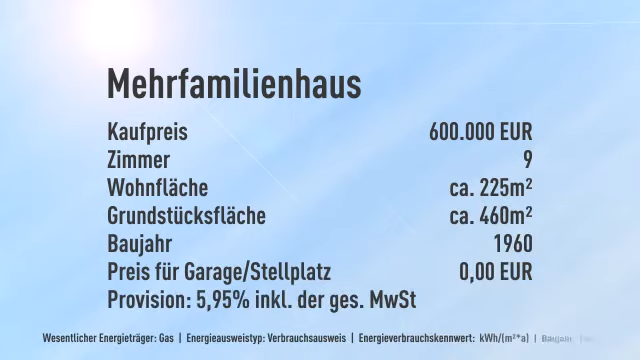 Mehrfamilienhaus
Kaufpreis 600.000 EUR
Zimmer 9
Wohnfläche ca. 225m²
Grundstücksfläche ca. 460m²
Baujahr 1960
Preis für Garage/Stellplatz 0,00 EUR
Provision: 5,95% inkl. der ges. MwSt
Wesentlicher Energieträger: Gas | Energieausweistyp: Verbrauchsausweis | Energieverbrauchskennwert: kWh/(m²*a) | Baujahr